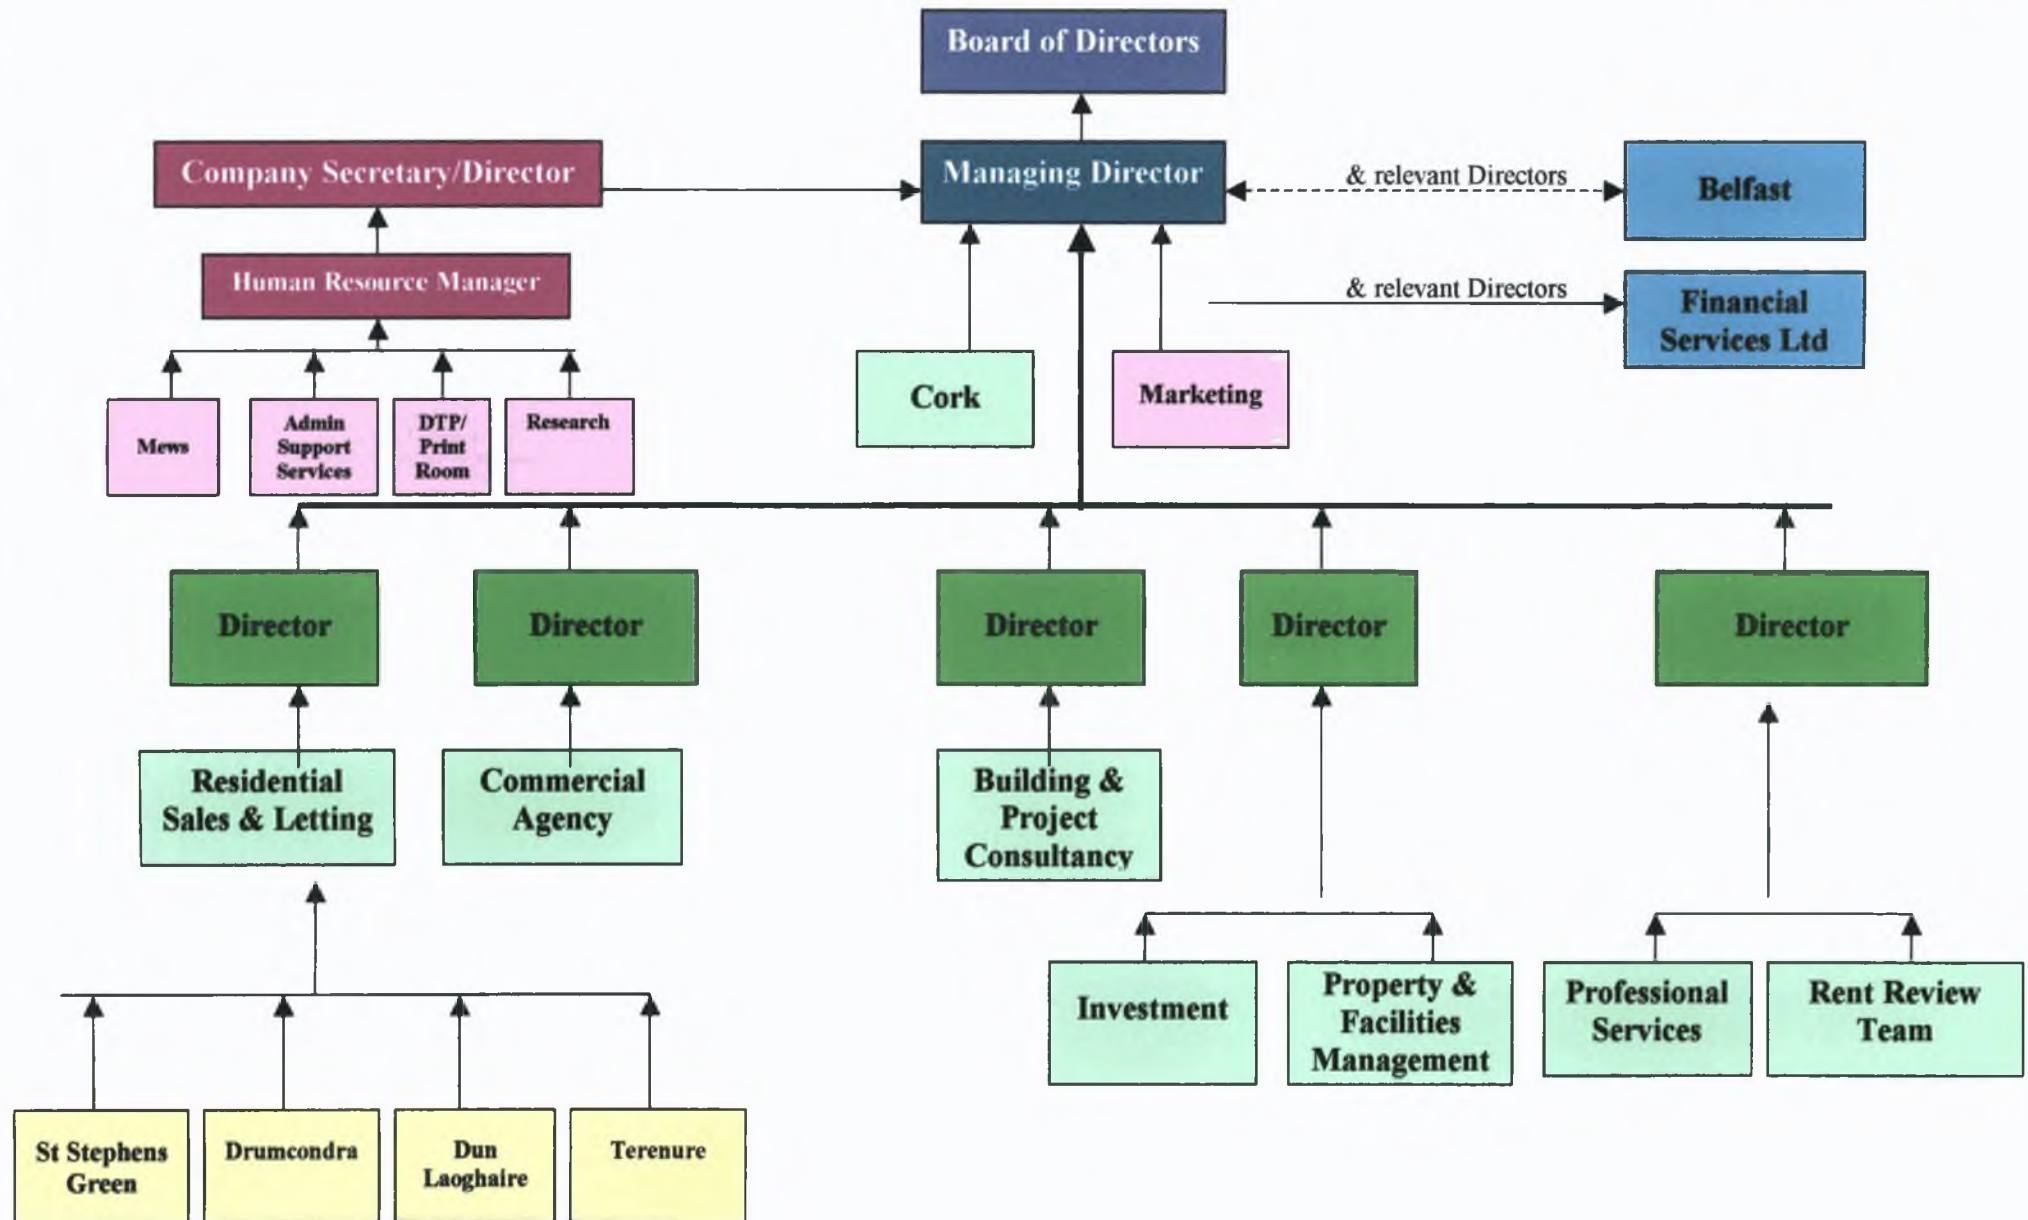 Board of Directors
Company Secretary/Director
Managing Director
& relevant Directors
Belfast
Human Resource Manager
& relevant Directors
Financial
Services Ltd
Cork
Marketing
Mews
Admin
Support
Services
DTP/
Print
Room
Research
Director
Director
Director
Director
Director
Residential
Sales & Letting
Commercial
Agency
Building &
Project
Consultancy
Investment
Property &
Facilities
Management
Professional
Services
Rent Review
Team
St Stephens
Green
Drumcondra
Dun
Laoghaire
Terenure